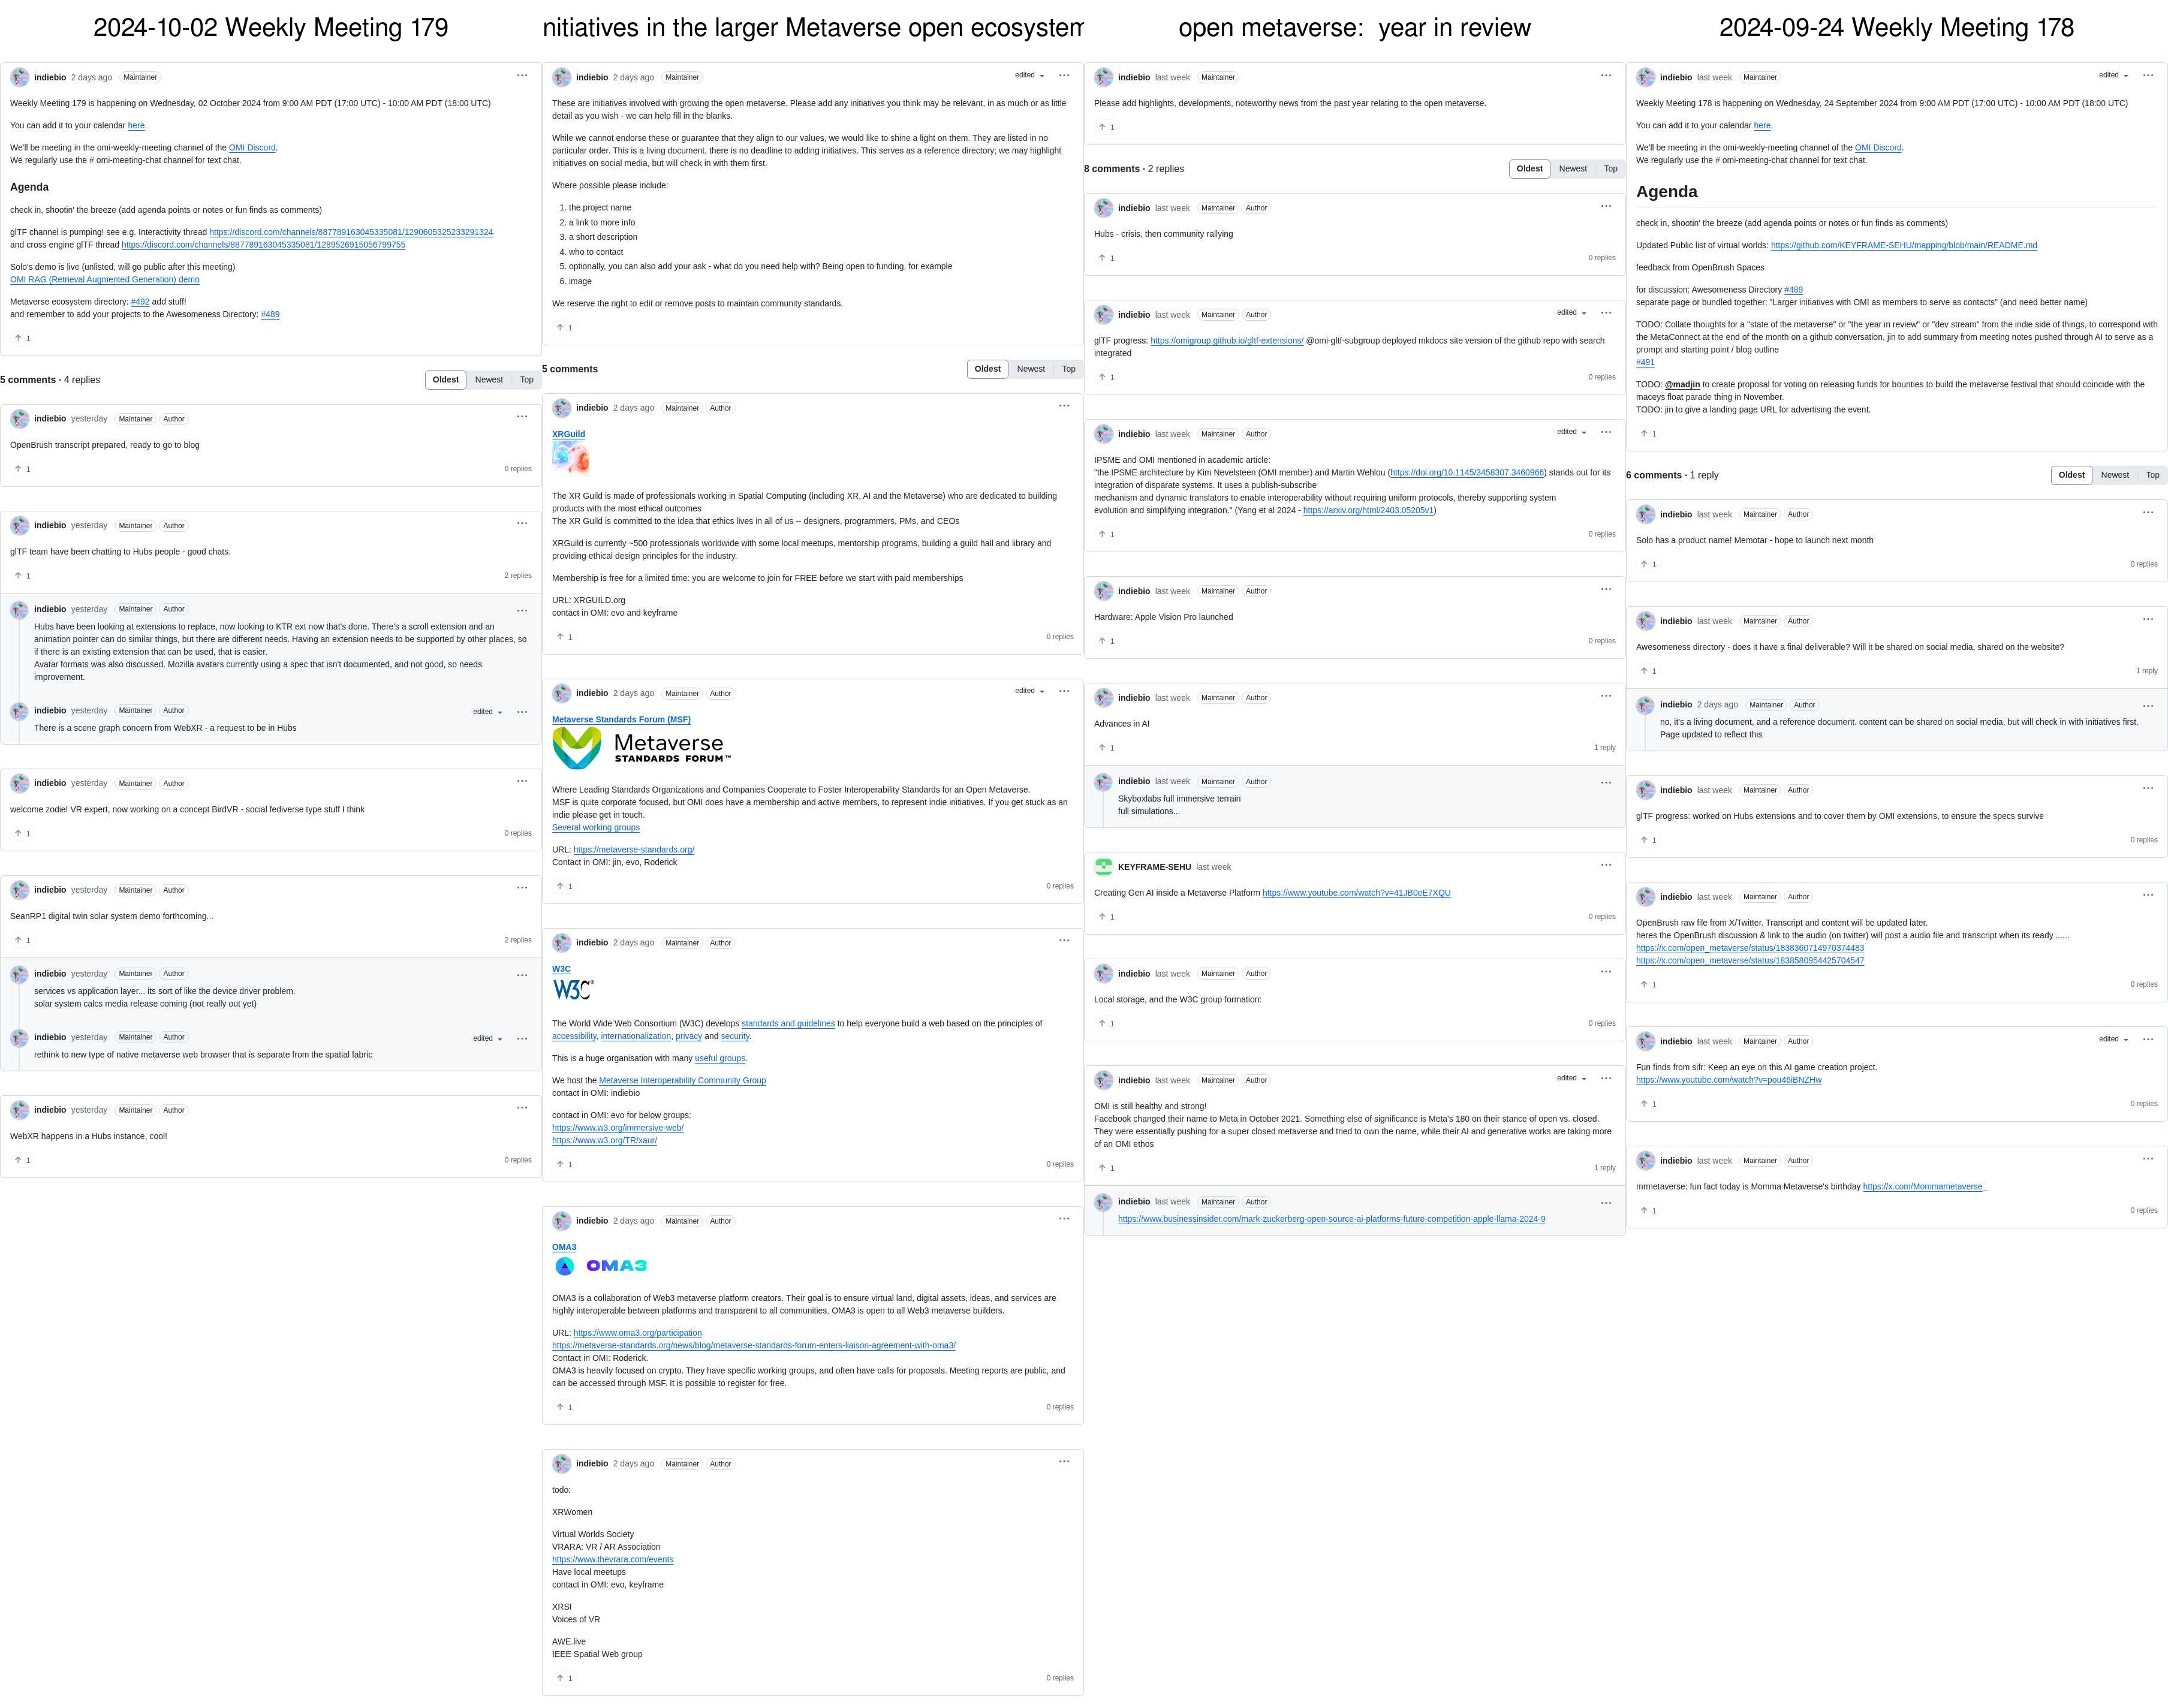 2024-10-02 Weekly Meeting 179
indiebio 2 days ago Maintainer
Weekly Meeting 179 is happening on Wednesday, 02 October 2024 from 9:00 AM PDT (17:00 UTC) - 10:00 AM PDT (18:00 UTC)
You can add it to your calendar here.
We'll be meeting in the omi-weekly-meeting channel of the OMI Discord.
We regularly use the # omi-meeting-chat channel for text chat.
Agenda
check in, shootin' the breeze (add agenda points or notes or fun finds as comments)
glTF channel is pumping! see e.g. Interactivity thread https://discord.com/channels/887789163045335081/1290605325233291324
and cross engine glTF thread https://discord.com/channels/887789163045335081/1289526915056799755
Solo's demo is live (unlisted, will go public after this meeting)
OMI RAG (Retrieval Augmented Generation) demo
Metaverse ecosystem directory: #492 add stuff!
and remember to add your projects to the Awesomeness Directory: #489
1
5 comments · 4 replies
Oldest Newest Top
indiebio yesterday Maintainer Author
OpenBrush transcript prepared, ready to go to blog
1 0 replies
indiebio yesterday Maintainer Author
glTF team have been chatting to Hubs people - good chats.
1 2 replies
indiebio yesterday Maintainer Author
Hubs have been looking at extensions to replace, now looking to KTR ext now that's done. There's a scroll extension and an
animation pointer can do similar things, but there are different needs. Having an extension needs to be supported by other places, so
if there is an existing extension that can be used, that is easier.
Avatar formats was also discussed. Mozilla avatars currently using a spec that isn't documented, and not good, so needs
improvement.
indiebio yesterday Maintainer Author edited
There is a scene graph concern from WebXR - a request to be in Hubs
indiebio yesterday Maintainer Author
welcome zodie! VR expert, now working on a concept BirdVR - social fediverse type stuff I think
1 0 replies
indiebio yesterday Maintainer Author
SeanRP1 digital twin solar system demo forthcoming...
1 2 replies
indiebio yesterday Maintainer Author
services vs application layer... its sort of like the device driver problem.
solar system calcs media release coming (not really out yet)
indiebio yesterday Maintainer Author edited
rethink to new type of native metaverse web browser that is separate from the spatial fabric
indiebio yesterday Maintainer Author
WebXR happens in a Hubs instance, cool!
1 0 replies
nitiatives in the larger Metaverse open ecosystem
indiebio 2 days ago Maintainer edited
These are initiatives involved with growing the open metaverse. Please add any initiatives you think may be relevant, in as much or as little
detail as you wish - we can help fill in the blanks.
While we cannot endorse these or guarantee that they align to our values, we would like to shine a light on them. They are listed in no
particular order. This is a living document, there is no deadline to adding initiatives. This serves as a reference directory; we may highlight
initiatives on social media, but will check in with them first.
Where possible please include:
1. the project name
2. a link to more info
3. a short description
4. who to contact
5. optionally, you can also add your ask - what do you need help with? Being open to funding, for example
6. image
We reserve the right to edit or remove posts to maintain community standards.
1
5 comments
Oldest Newest Top
indiebio 2 days ago Maintainer Author
XRGuild
The XR Guild is made of professionals working in Spatial Computing (including XR, AI and the Metaverse) who are dedicated to building
products with the most ethical outcomes
The XR Guild is committed to the idea that ethics lives in all of us -- designers, programmers, PMs, and CEOs
XRGuild is currently ~500 professionals worldwide with some local meetups, mentorship programs, building a guild hall and library and
providing ethical design principles for the industry.
Membership is free for a limited time: you are welcome to join for FREE before we start with paid memberships
URL: XRGUILD.org
contact in OMI: evo and keyframe
1 0 replies
indiebio 2 days ago Maintainer Author edited
Metaverse Standards Forum (MSF)
Metaverse
STANDARDS FORUM™
Where Leading Standards Organizations and Companies Cooperate to Foster Interoperability Standards for an Open Metaverse.
MSF is quite corporate focused, but OMI does have a membership and active members, to represent indie initiatives. If you get stuck as an
indie please get in touch.
Several working groups
URL: https://metaverse-standards.org/
Contact in OMI: jin, evo, Roderick
1 0 replies
indiebio 2 days ago Maintainer Author
W3C
W3C®
The World Wide Web Consortium (W3C) develops standards and guidelines to help everyone build a web based on the principles of
accessibility, internationalization, privacy and security.
This is a huge organisation with many useful groups.
We host the Metaverse Interoperability Community Group
contact in OMI: indiebio
contact in OMI: evo for below groups:
https://www.w3.org/immersive-web/
https://www.w3.org/TR/xaur/
1 0 replies
indiebio 2 days ago Maintainer Author
OMA3
OMA3
OMA3 is a collaboration of Web3 metaverse platform creators. Their goal is to ensure virtual land, digital assets, ideas, and services are
highly interoperable between platforms and transparent to all communities. OMA3 is open to all Web3 metaverse builders.
URL: https://www.oma3.org/participation
https://metaverse-standards.org/news/blog/metaverse-standards-forum-enters-liaison-agreement-with-oma3/
Contact in OMI: Roderick.
OMA3 is heavily focused on crypto. They have specific working groups, and often have calls for proposals. Meeting reports are public, and
can be accessed through MSF. It is possible to register for free.
1 0 replies
indiebio 2 days ago Maintainer Author
todo:
XRWomen
Virtual Worlds Society
VRARA: VR / AR Association
https://www.thevrara.com/events
Have local meetups
contact in OMI: evo, keyframe
XRSI
Voices of VR
AWE.live
IEEE Spatial Web group
1 0 replies
open metaverse: year in review
indiebio last week Maintainer
Please add highlights, developments, noteworthy news from the past year relating to the open metaverse.
1
8 comments · 2 replies
Oldest Newest Top
indiebio last week Maintainer Author
Hubs - crisis, then community rallying
1 0 replies
indiebio last week Maintainer Author edited
glTF progress: https://omigroup.github.io/gltf-extensions/ @omi-gltf-subgroup deployed mkdocs site version of the github repo with search
integrated
1 0 replies
indiebio last week Maintainer Author edited
IPSME and OMI mentioned in academic article:
"the IPSME architecture by Kim Nevelsteen (OMI member) and Martin Wehlou (https://doi.org/10.1145/3458307.3460966) stands out for its
integration of disparate systems. It uses a publish-subscribe
mechanism and dynamic translators to enable interoperability without requiring uniform protocols, thereby supporting system
evolution and simplifying integration." (Yang et al 2024 - https://arxiv.org/html/2403.05205v1)
1 0 replies
indiebio last week Maintainer Author
Hardware: Apple Vision Pro launched
1 0 replies
indiebio last week Maintainer Author
Advances in AI
1 1 reply
indiebio last week Maintainer Author
Skyboxlabs full immersive terrain
full simulations...
KEYFRAME-SEHU last week
Creating Gen AI inside a Metaverse Platform https://www.youtube.com/watch?v=41JB0eE7XQU
1 0 replies
indiebio last week Maintainer Author
Local storage, and the W3C group formation:
1 0 replies
indiebio last week Maintainer Author edited
OMI is still healthy and strong!
Facebook changed their name to Meta in October 2021. Something else of significance is Meta's 180 on their stance of open vs. closed.
They were essentially pushing for a super closed metaverse and tried to own the name, while their AI and generative works are taking more
of an OMI ethos
1 1 reply
indiebio last week Maintainer Author
https://www.businessinsider.com/mark-zuckerberg-open-source-ai-platforms-future-competition-apple-llama-2024-9
2024-09-24 Weekly Meeting 178
indiebio last week Maintainer edited
Weekly Meeting 178 is happening on Wednesday, 24 September 2024 from 9:00 AM PDT (17:00 UTC) - 10:00 AM PDT (18:00 UTC)
You can add it to your calendar here.
We'll be meeting in the omi-weekly-meeting channel of the OMI Discord.
We regularly use the # omi-meeting-chat channel for text chat.
Agenda
check in, shootin' the breeze (add agenda points or notes or fun finds as comments)
Updated Public list of virtual worlds: https://github.com/KEYFRAME-SEHU/mapping/blob/main/README.md
feedback from OpenBrush Spaces
for discussion: Awesomeness Directory #489
separate page or bundled together: "Larger initiatives with OMI as members to serve as contacts" (and need better name)
TODO: Collate thoughts for a "state of the metaverse" or "the year in review" or "dev stream" from the indie side of things, to correspond with
the MetaConnect at the end of the month on a github conversation, jin to add summary from meeting notes pushed through AI to serve as a
prompt and starting point / blog outline
#491
TODO: @madjin to create proposal for voting on releasing funds for bounties to build the metaverse festival that should coincide with the
maceys float parade thing in November.
TODO: jin to give a landing page URL for advertising the event.
1
6 comments · 1 reply
Oldest Newest Top
indiebio last week Maintainer Author
Solo has a product name! Memotar - hope to launch next month
1 0 replies
indiebio last week Maintainer Author
Awesomeness directory - does it have a final deliverable? Will it be shared on social media, shared on the website?
1 1 reply
indiebio 2 days ago Maintainer Author
no, it's a living document, and a reference document. content can be shared on social media, but will check in with initiatives first.
Page updated to reflect this
indiebio last week Maintainer Author
glTF progress: worked on Hubs extensions and to cover them by OMI extensions, to ensure the specs survive
1 0 replies
indiebio last week Maintainer Author
OpenBrush raw file from X/Twitter. Transcript and content will be updated later.
heres the OpenBrush discussion & link to the audio (on twitter) will post a audio file and transcript when its ready ......
https://x.com/open_metaverse/status/1838360714970374483
https://x.com/open_metaverse/status/1838580954425704547
1 0 replies
indiebio last week Maintainer Author edited
Fun finds from sifr: Keep an eye on this AI game creation project.
https://www.youtube.com/watch?v=pou46iBNZHw
1 0 replies
indiebio last week Maintainer Author
mrmetaverse: fun fact today is Momma Metaverse's birthday https://x.com/Mommametaverse_
1 0 replies